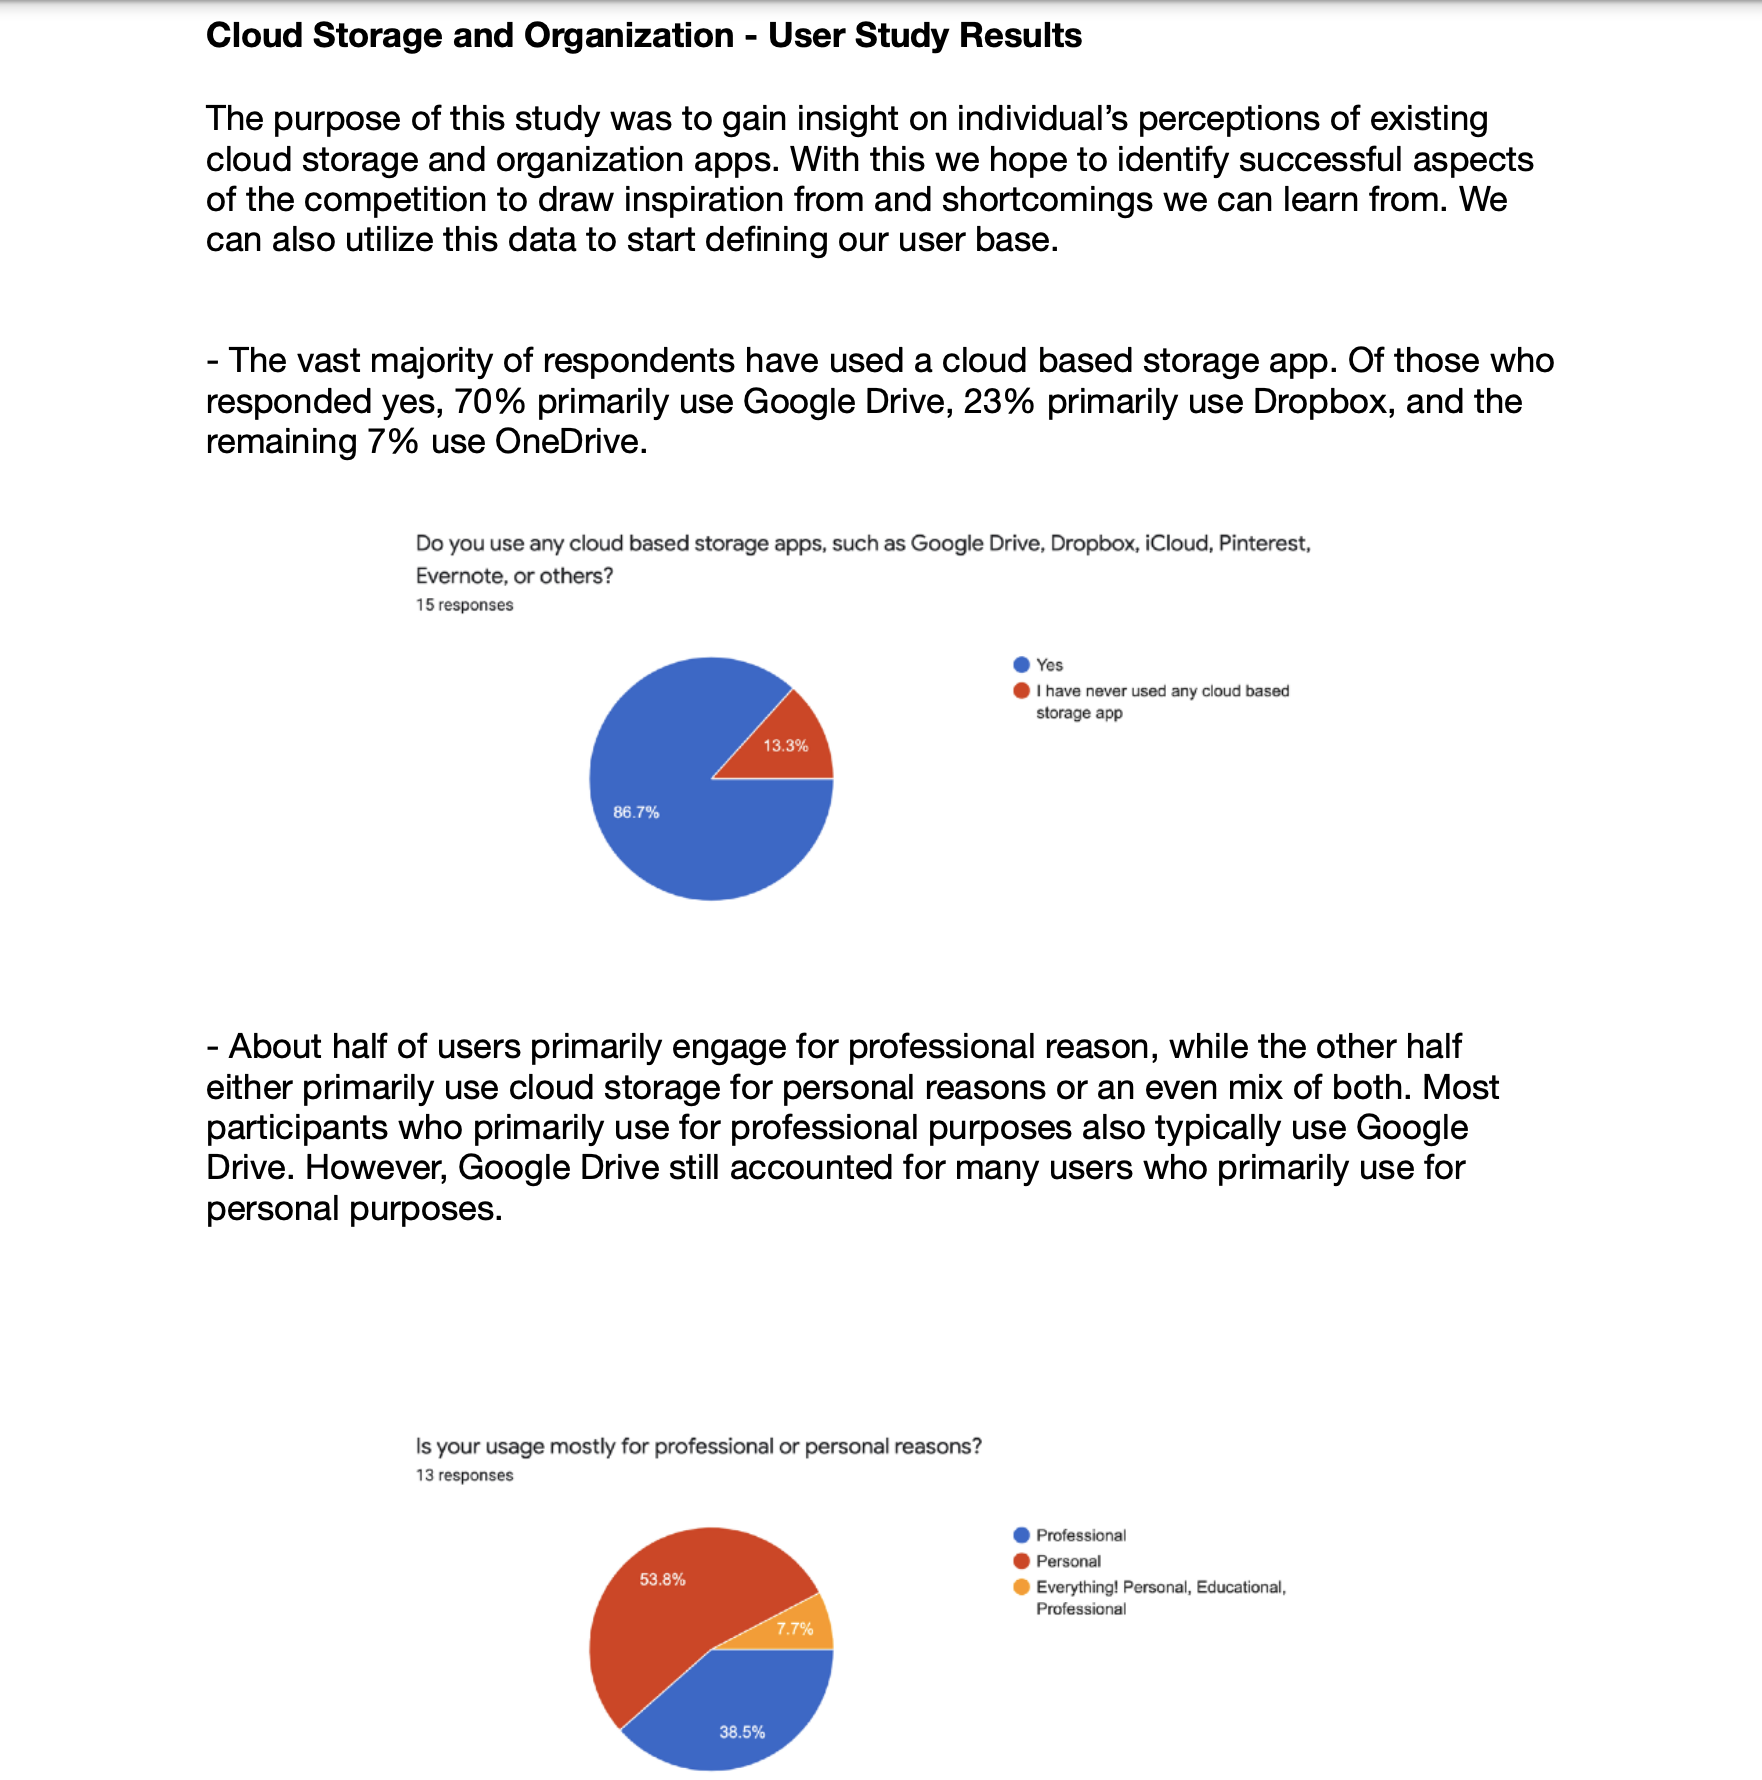 Cloud Storage and Organization - User Study Results
The purpose of this study was to gain insight on individual’s perceptions of existing
cloud storage and organization apps. With this we hope to identify successful aspects
of the competition to draw inspiration from and shortcomings we can learn from. We
can also utilize this data to start defining our user base.
- The vast majority of respondents have used a cloud based storage app. Of those who
responded yes, 70% primarily use Google Drive, 23% primarily use Dropbox, and the
remaining 7% use OneDrive.
Do you use any cloud based storage apps, such as Google Drive, Dropbox, iCloud, Pinterest,
Evernote, or others?
15 responses
Yes
I have never used any cloud based
storage app
13.3%
86.7%
- About half of users primarily engage for professional reason, while the other half
either primarily use cloud storage for personal reasons or an even mix of both. Most
participants who primarily use for professional purposes also typically use Google
Drive. However, Google Drive still accounted for many users who primarily use for
personal purposes.
Is your usage mostly for professional or personal reasons?
13 responses
Professional
Personal
Everything! Personal, Educational,
Professional
53.8%
7.7%
38.5%